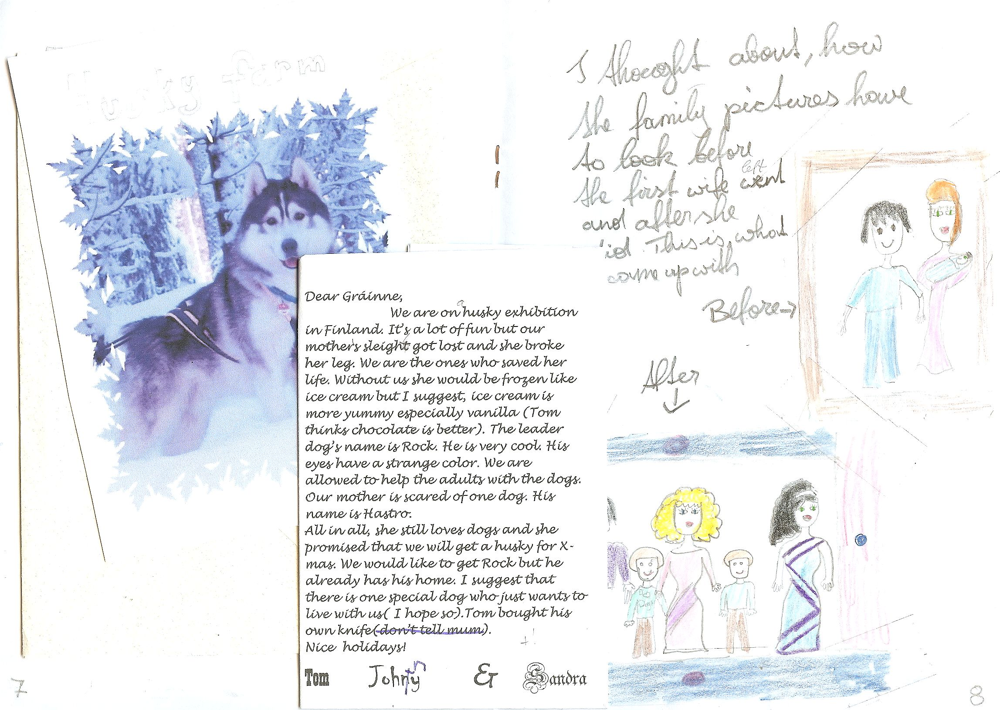 Husky farm
Dear Gráinne,
We are on a husky exhibition
in Finland. It's a lot of fun but our
mother's sleight got lost and she broke
her leg. We are the ones who saved her
life. Without us she would be frozen like
ice cream but I suggest, ice cream is
more yummy especially vanilla (Tom
thinks chocolate is better). The leader
dog's name is Rock. He is very cool. His
eyes have a strange color. We are
allowed to help the adults with the dogs.
Our mother is scared of one dog. His
name is Hastro.
All in all, she still loves dogs and she
promised that we will get a husky for X-
mas. We would like to get Rock but he
already has his home. I suggest that
there is one special dog who just wants to
live with us( I hope so).Tom bought his
own knife(don't tell mum).
Nice holidays!
Tom Johnny & Sandra
7
I thought about, how
the family pictures have
to look before
the first wife left went
and after she
'id. This is, what
come up with
Before→
After
↓
8